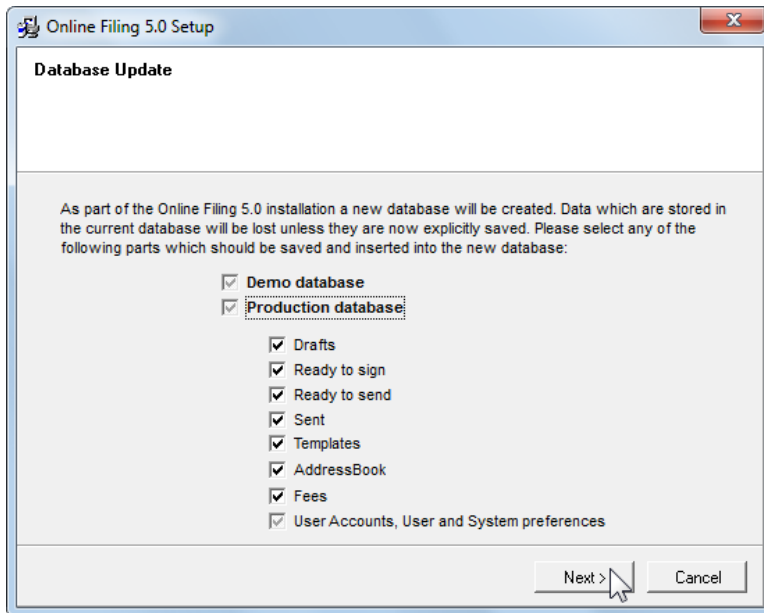 Online Filing 5.0 Setup
Database Update
As part of the Online Filing 5.0 installation a new database will be created. Data which are stored in
the current database will be lost unless they are now explicitly saved. Please select any of the
following parts which should be saved and inserted into the new database:
Demo database
Production database
Drafts
Ready to sign
Ready to send
Sent
Templates
AddressBook
Fees
User Accounts, User and System preferences
Next > Cancel